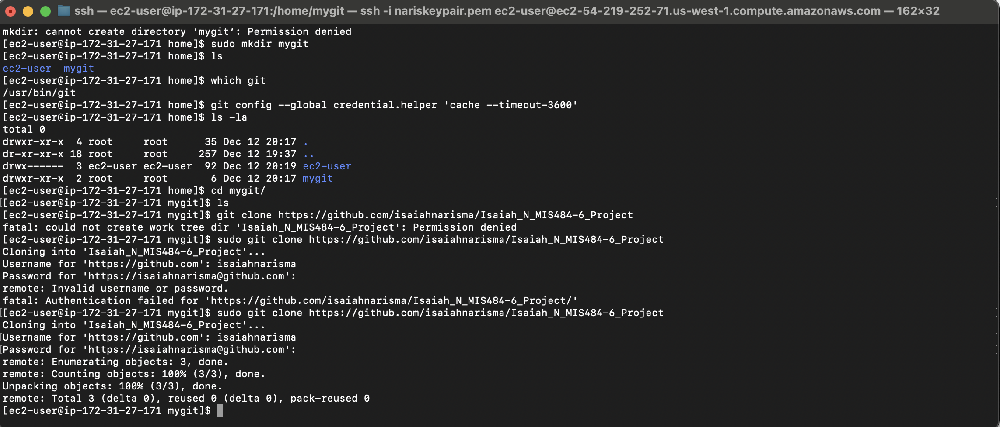 ssh — ec2-user@ip-172-31-27-171:/home/mygit — ssh -i nariskeypair.pem ec2-user@ec2-54-219-252-71.us-west-1.compute.amazonaws.com — 162×32
mkdir: cannot create directory ‘mygit’: Permission denied
[ec2-user@ip-172-31-27-171 home]$ sudo mkdir mygit
[ec2-user@ip-172-31-27-171 home]$ ls
ec2-user  mygit
[ec2-user@ip-172-31-27-171 home]$ which git
/usr/bin/git
[ec2-user@ip-172-31-27-171 home]$ git config --global credential.helper 'cache --timeout-3600'
[ec2-user@ip-172-31-27-171 home]$ ls -la
total 0
drwxr-xr-x  4 root     root      35 Dec 12 20:17 .
dr-xr-xr-x 18 root     root     257 Dec 12 19:37 ..
drwx------  3 ec2-user ec2-user  92 Dec 12 20:19 ec2-user
drwxr-xr-x  2 root     root       6 Dec 12 20:17 mygit
[ec2-user@ip-172-31-27-171 home]$ cd mygit/
[[ec2-user@ip-172-31-27-171 mygit]$ ls ]
[ec2-user@ip-172-31-27-171 mygit]$ git clone https://github.com/isaiahnarisma/Isaiah_N_MIS484-6_Project
fatal: could not create work tree dir 'Isaiah_N_MIS484-6_Project': Permission denied
[ec2-user@ip-172-31-27-171 mygit]$ sudo git clone https://github.com/isaiahnarisma/Isaiah_N_MIS484-6_Project
Cloning into 'Isaiah_N_MIS484-6_Project'...
Username for 'https://github.com': isaiahnarisma
Password for 'https://isaiahnarisma@github.com':
remote: Invalid username or password.
fatal: Authentication failed for 'https://github.com/isaiahnarisma/Isaiah_N_MIS484-6_Project/'
[[ec2-user@ip-172-31-27-171 mygit]$ sudo git clone https://github.com/isaiahnarisma/Isaiah_N_MIS484-6_Project ]
Cloning into 'Isaiah_N_MIS484-6_Project'...
[Username for 'https://github.com': isaiahnarisma ]
[Password for 'https://isaiahnarisma@github.com': ]
remote: Enumerating objects: 3, done.
remote: Counting objects: 100% (3/3), done.
Unpacking objects: 100% (3/3), done.
remote: Total 3 (delta 0), reused 0 (delta 0), pack-reused 0
[ec2-user@ip-172-31-27-171 mygit]$